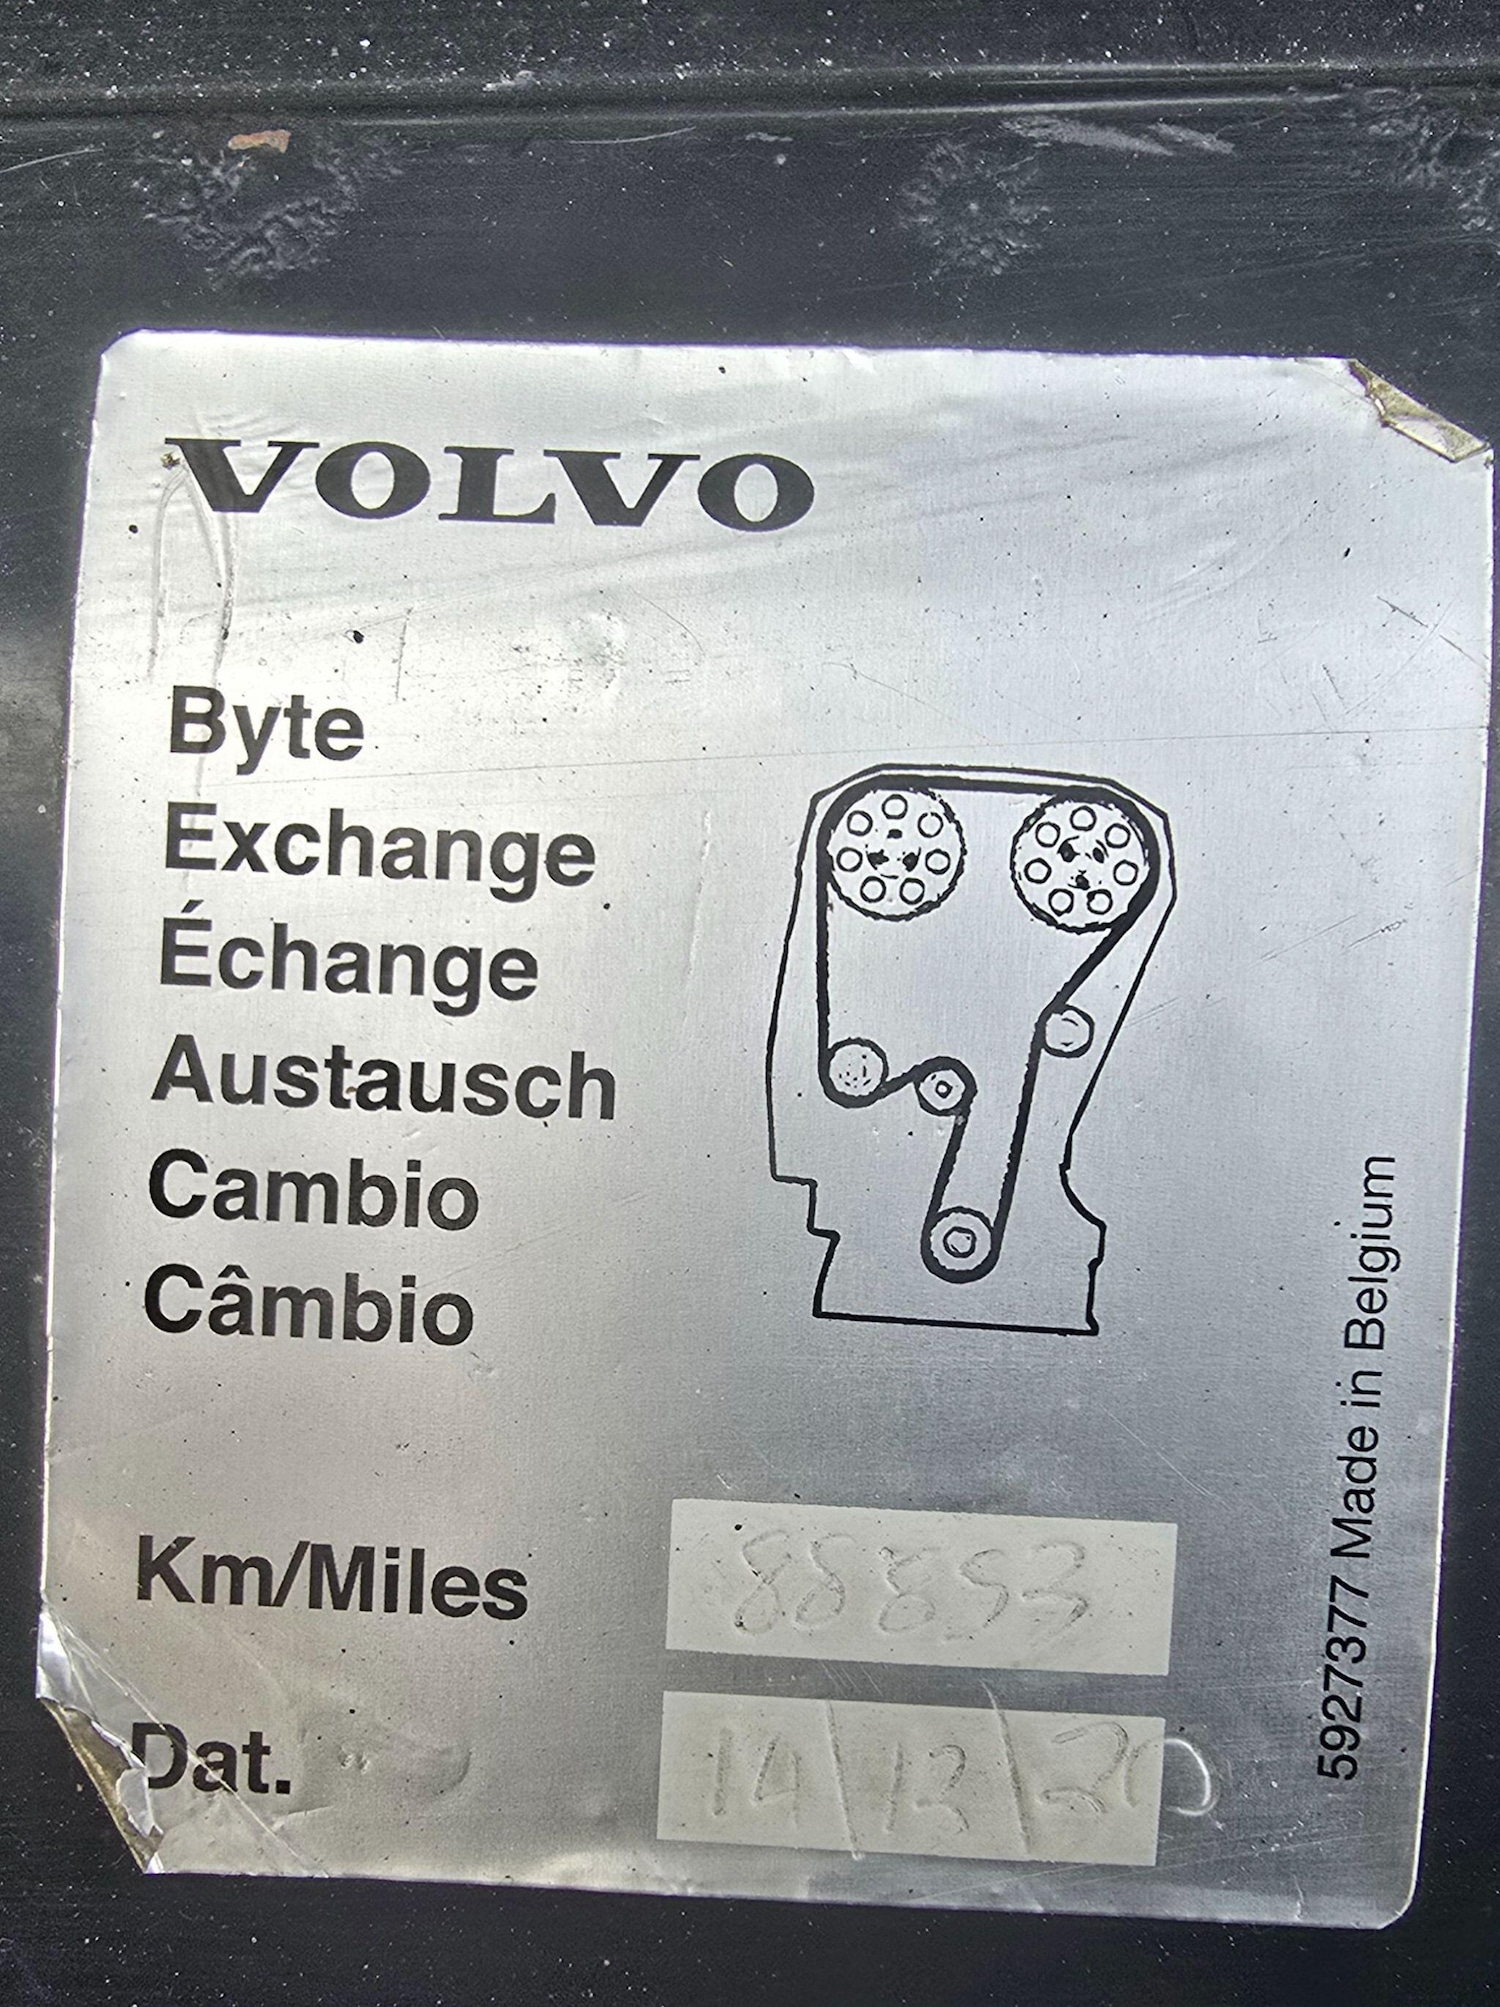 VOLVO
Byte
Exchange
Échange
Austausch
Cambio
Câmbio
Km/Miles 88853
Dat. 14/12/20
5927377 Made in Belgium